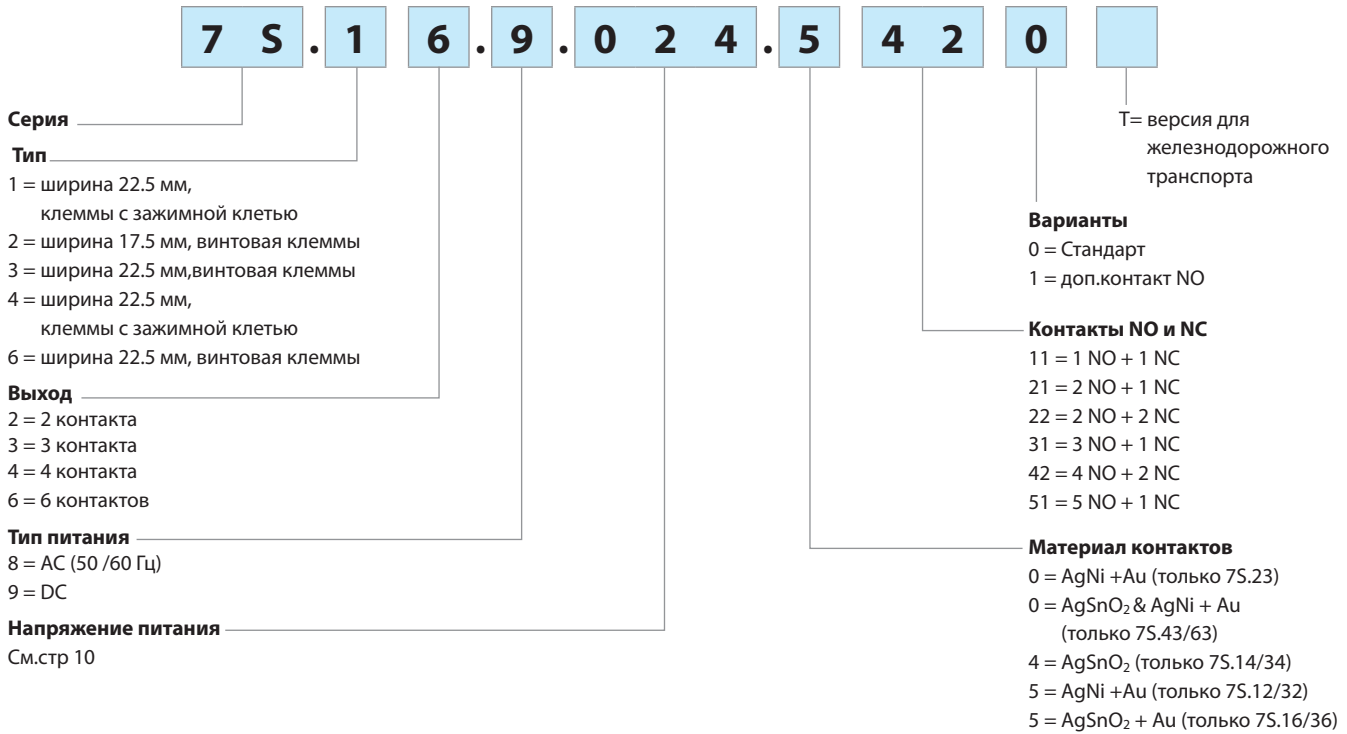 7 S . 1 6 . 9 . 0 2 4 . 5 4 2 0
Серия
Тип
1 = ширина 22.5 мм,
клеммы с зажимной клетью
2 = ширина 17.5 мм, винтовая клеммы
3 = ширина 22.5 мм,винтовая клеммы
4 = ширина 22.5 мм,
клеммы с зажимной клетью
6 = ширина 22.5 мм, винтовая клеммы
Выход
2 = 2 контакта
3 = 3 контакта
4 = 4 контакта
6 = 6 контактов
Тип питания
8 = AC (50 /60 Гц)
9 = DC
Напряжение питания
См.стр 10
T= версия для
железнодорожного
транспорта
Варианты
0 = Стандарт
1 = доп.контакт NO
Контакты NO и NC
11 = 1 NO + 1 NC
21 = 2 NO + 1 NC
22 = 2 NO + 2 NC
31 = 3 NO + 1 NC
42 = 4 NO + 2 NC
51 = 5 NO + 1 NC
Материал контактов
0 = AgNi +Au (только 7S.23)
0 = AgSnO₂ & AgNi + Au
(только 7S.43/63)
4 = AgSnO₂ (только 7S.14/34)
5 = AgNi +Au (только 7S.12/32)
5 = AgSnO₂ + Au (только 7S.16/36)